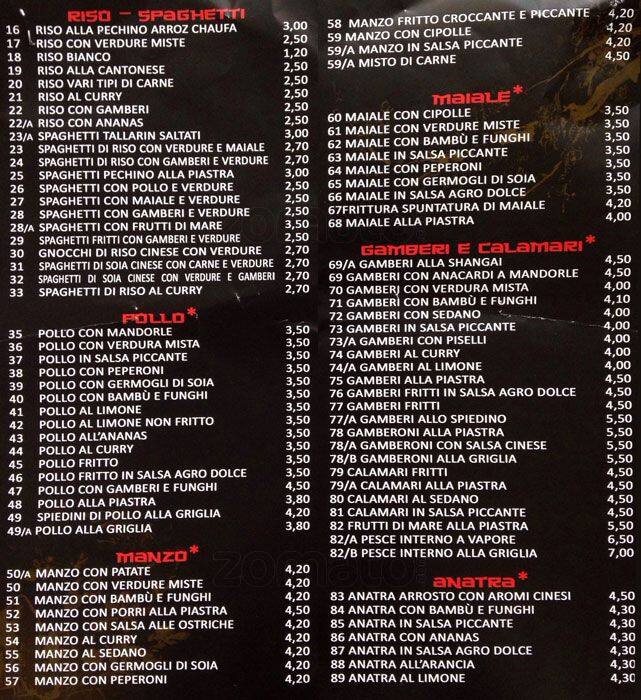 RISO - SPAGHETTI
16 RISO ALLA PECHINO ARROZ CHAUFA 3,00
17 RISO CON VERDURE MISTE 2,50
18 RISO BIANCO 1,20
19 RISO ALLA CANTONESE 2,50
20 RISO VARI TIPI DI CARNE 2,50
21 RISO AL CURRY 2,50
22 RISO CON GAMBERI 2,50
22/A RISO CON ANANAS 2,50
23/A SPAGHETTI TALLARIN SALTATI 3,00
23 SPAGHETTI DI RISO CON VERDURE E MAIALE 2,70
24 SPAGHETTI DI RISO CON GAMBERI E VERDURE 2,70
25 SPAGHETTI PECHINO ALLA PIASTRA 3,00
26 SPAGHETTI CON POLLO E VERDURE 2,50
27 SPAGHETTI CON MAIALE E VERDURE 2,50
28 SPAGHETTI CON GAMBERI E VERDURE 2,50
28/A SPAGHETTI CON FRUTTI DI MARE 3,50
29 SPAGHETTI FRITTI CON GAMBERI E VERDURE 2,50
30 GNOCCHI DI RISO CINESE CON VERDURE 2,70
31 SPAGHETTI DI SOIA CINESE CON CARNE E VERDURE 2,70
32 SPAGHETTI DI SOIA CINESE CON VERDURE E GAMBERI 2,70
33 SPAGHETTI DI RISO AL CURRY 2,70
POLLO*
35 POLLO CON MANDORLE 3,50
36 POLLO CON VERDURA MISTA 3,50
37 POLLO IN SALSA PICCANTE 3,50
38 POLLO CON PEPERONI 3,50
39 POLLO CON GERMOGLI DI SOIA 3,50
40 POLLO CON BAMBÙ E FUNGHI 3,50
41 POLLO AL LIMONE 3,50
42 POLLO AL LIMONE NON FRITTO 3,50
43 POLLO ALL'ANANAS 3,50
44 POLLO AL CURRY 3,50
45 POLLO FRITTO 3,50
46 POLLO FRITTO IN SALSA AGRO DOLCE 3,50
47 POLLO CON GAMBERI E FUNGHI 4,50
48 POLLO ALLA PIASTRA 3,80
49 SPIEDINI DI POLLO ALLA GRIGLIA 4,20
49/A POLLO ALLA GRIGLIA 3,80
MANZO*
50/A MANZO CON PATATE 4,20
50 MANZO CON VERDURE MISTE 4,20
51 MANZO CON BAMBÙ E FUNGHI 4,20
52 MANZO CON PORRI ALLA PIASTRA 4,50
53 MANZO CON SALSA ALLE OSTRICHE 4,20
54 MANZO AL CURRY 4,20
55 MANZO AL SEDANO 4,20
56 MANZO CON GERMOGLI DI SOIA 4,20
57 MANZO CON PEPERONI 4,20
58 MANZO FRITTO CROCCANTE E PICCANTE 4,20
59 MANZO CON CIPOLLE 4,20
59/A MANZO IN SALSA PICCANTE 4,20
59/A MISTO DI CARNE 4,50
MAIALE*
60 MAIALE CON CIPOLLE 3,50
61 MAIALE CON VERDURE MISTE 3,50
62 MAIALE CON BAMBÙ E FUNGHI 3,50
63 MAIALE IN SALSA PICCANTE 3,50
64 MAIALE CON PEPERONI 3,50
65 MAIALE CON GERMOGLI DI SOIA 3,50
66 MAIALE IN SALSA AGRO DOLCE 3,50
67FRITTURA SPUNTATURA DI MAIALE 4,20
68 MAIALE ALLA PIASTRA 4,00
GAMBERI E CALAMARI*
69/A GAMBERI ALLA SHANGAI 4,50
69 GAMBERI CON ANACARDI A MANDORLE 4,50
70 GAMBERI CON VERDURA MISTA 4,00
71 GAMBERI CON BAMBÙ E FUNGHI 4,10
72 GAMBERI CON SEDANO 4,00
73 GAMBERI IN SALSA PICCANTE 4,00
73/A GAMBERI CON PISELLI 4,00
74 GAMBERI AL CURRY 4,00
74/A GAMBERI AL LIMONE 4,00
75 GAMBERI ALLA PIASTRA 4,50
76 GAMBERI FRITTI IN SALSA AGRO DOLCE 4,50
77 GAMBERI FRITTI 4,50
77/A GAMBERI ALLO SPIEDINO 5,50
78 GAMBERONI ALLA PIASTRA 5,50
78/A GAMBERONI CON SALSA CINESE 5,50
78/B GAMBERONI ALLA GRIGLIA 5,50
79 CALAMARI FRITTI 4,50
79/A CALAMARI ALLA PIASTRA 4,50
80 CALAMARI AL SEDANO 4,50
81 CALAMARI IN SALSA PICCANTE 4,50
82 FRUTTI DI MARE ALLA PIASTRA 5,50
82/A PESCE INTERNO A VAPORE 6,50
82/B PESCE INTERNO ALLA GRIGLIA 7,00
ANATRA*
83 ANATRA ARROSTO CON AROMI CINESI 4,50
84 ANATRA CON BAMBÙ E FUNGHI 4,30
85 ANATRA IN SALSA PICCANTE 4,50
86 ANATRA CON ANANAS 4,30
87 ANATRA IN SALSA AGRO DOLCE 4,30
88 ANATRA ALL'ARANCIA 4,30
89 ANATRA AL LIMONE 4,30
zomato